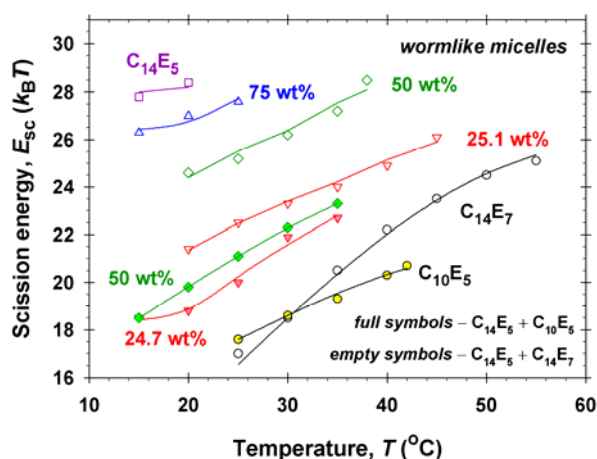 Scission energy, E_sc (k_BT)
30
28
26
24
22
20
18
16
wormlike micelles
C₁₄E₅
75 wt%
50 wt%
25.1 wt%
C₁₄E₇
50 wt%
C₁₀E₅
24.7 wt%
full symbols – C₁₄E₅ + C₁₀E₅
empty symbols – C₁₄E₅ + C₁₄E₇
10 20 30 40 50 60
Temperature, T (°C)